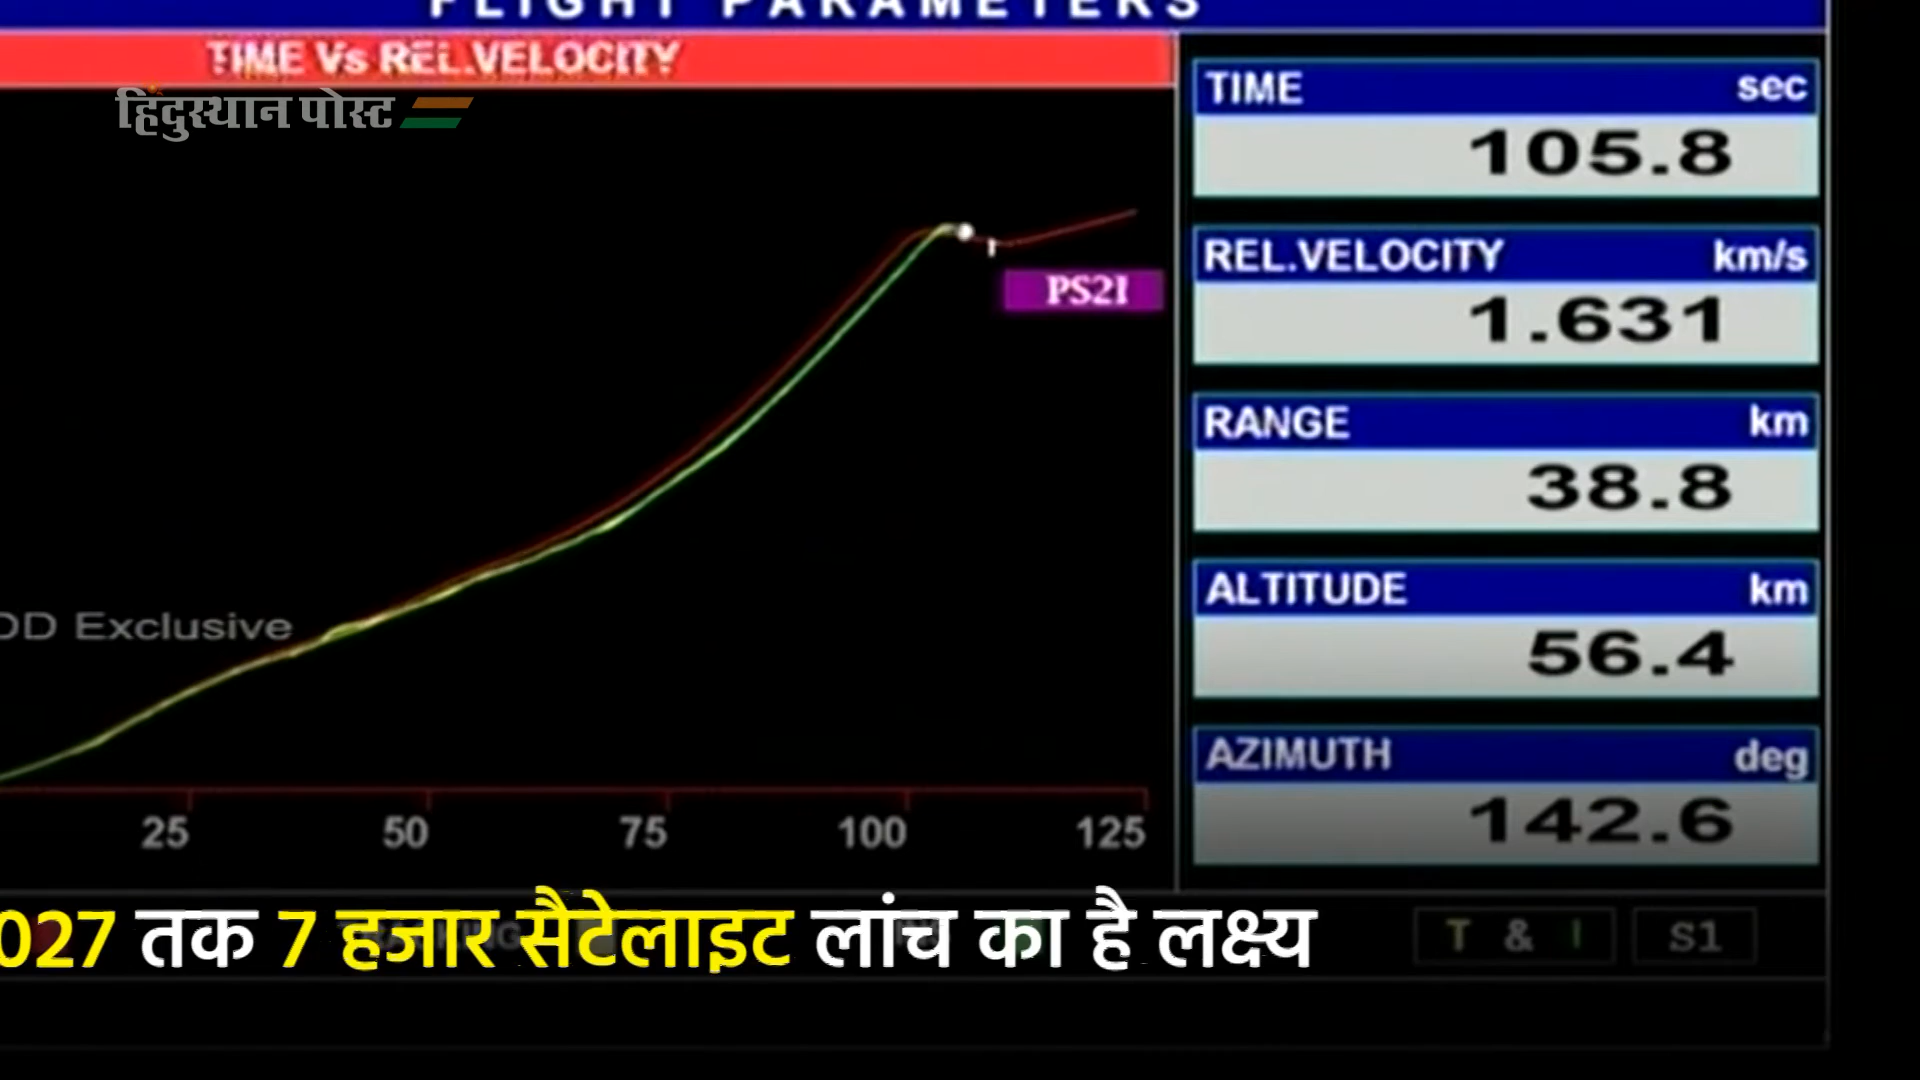 FLIGHT PARAMETERS
TIME Vs REL.VELOCITY
हिंदुस्थान पोस्ट
TIME sec
105.8
REL.VELOCITY km/s
1.631
PS2I
RANGE km
38.8
ALTITUDE km
56.4
DD Exclusive
AZIMUTH deg
142.6
25 50 75 100 125
027 तक 7 हजार सैटेलाइट लांच का है लक्ष्य
T & I S1